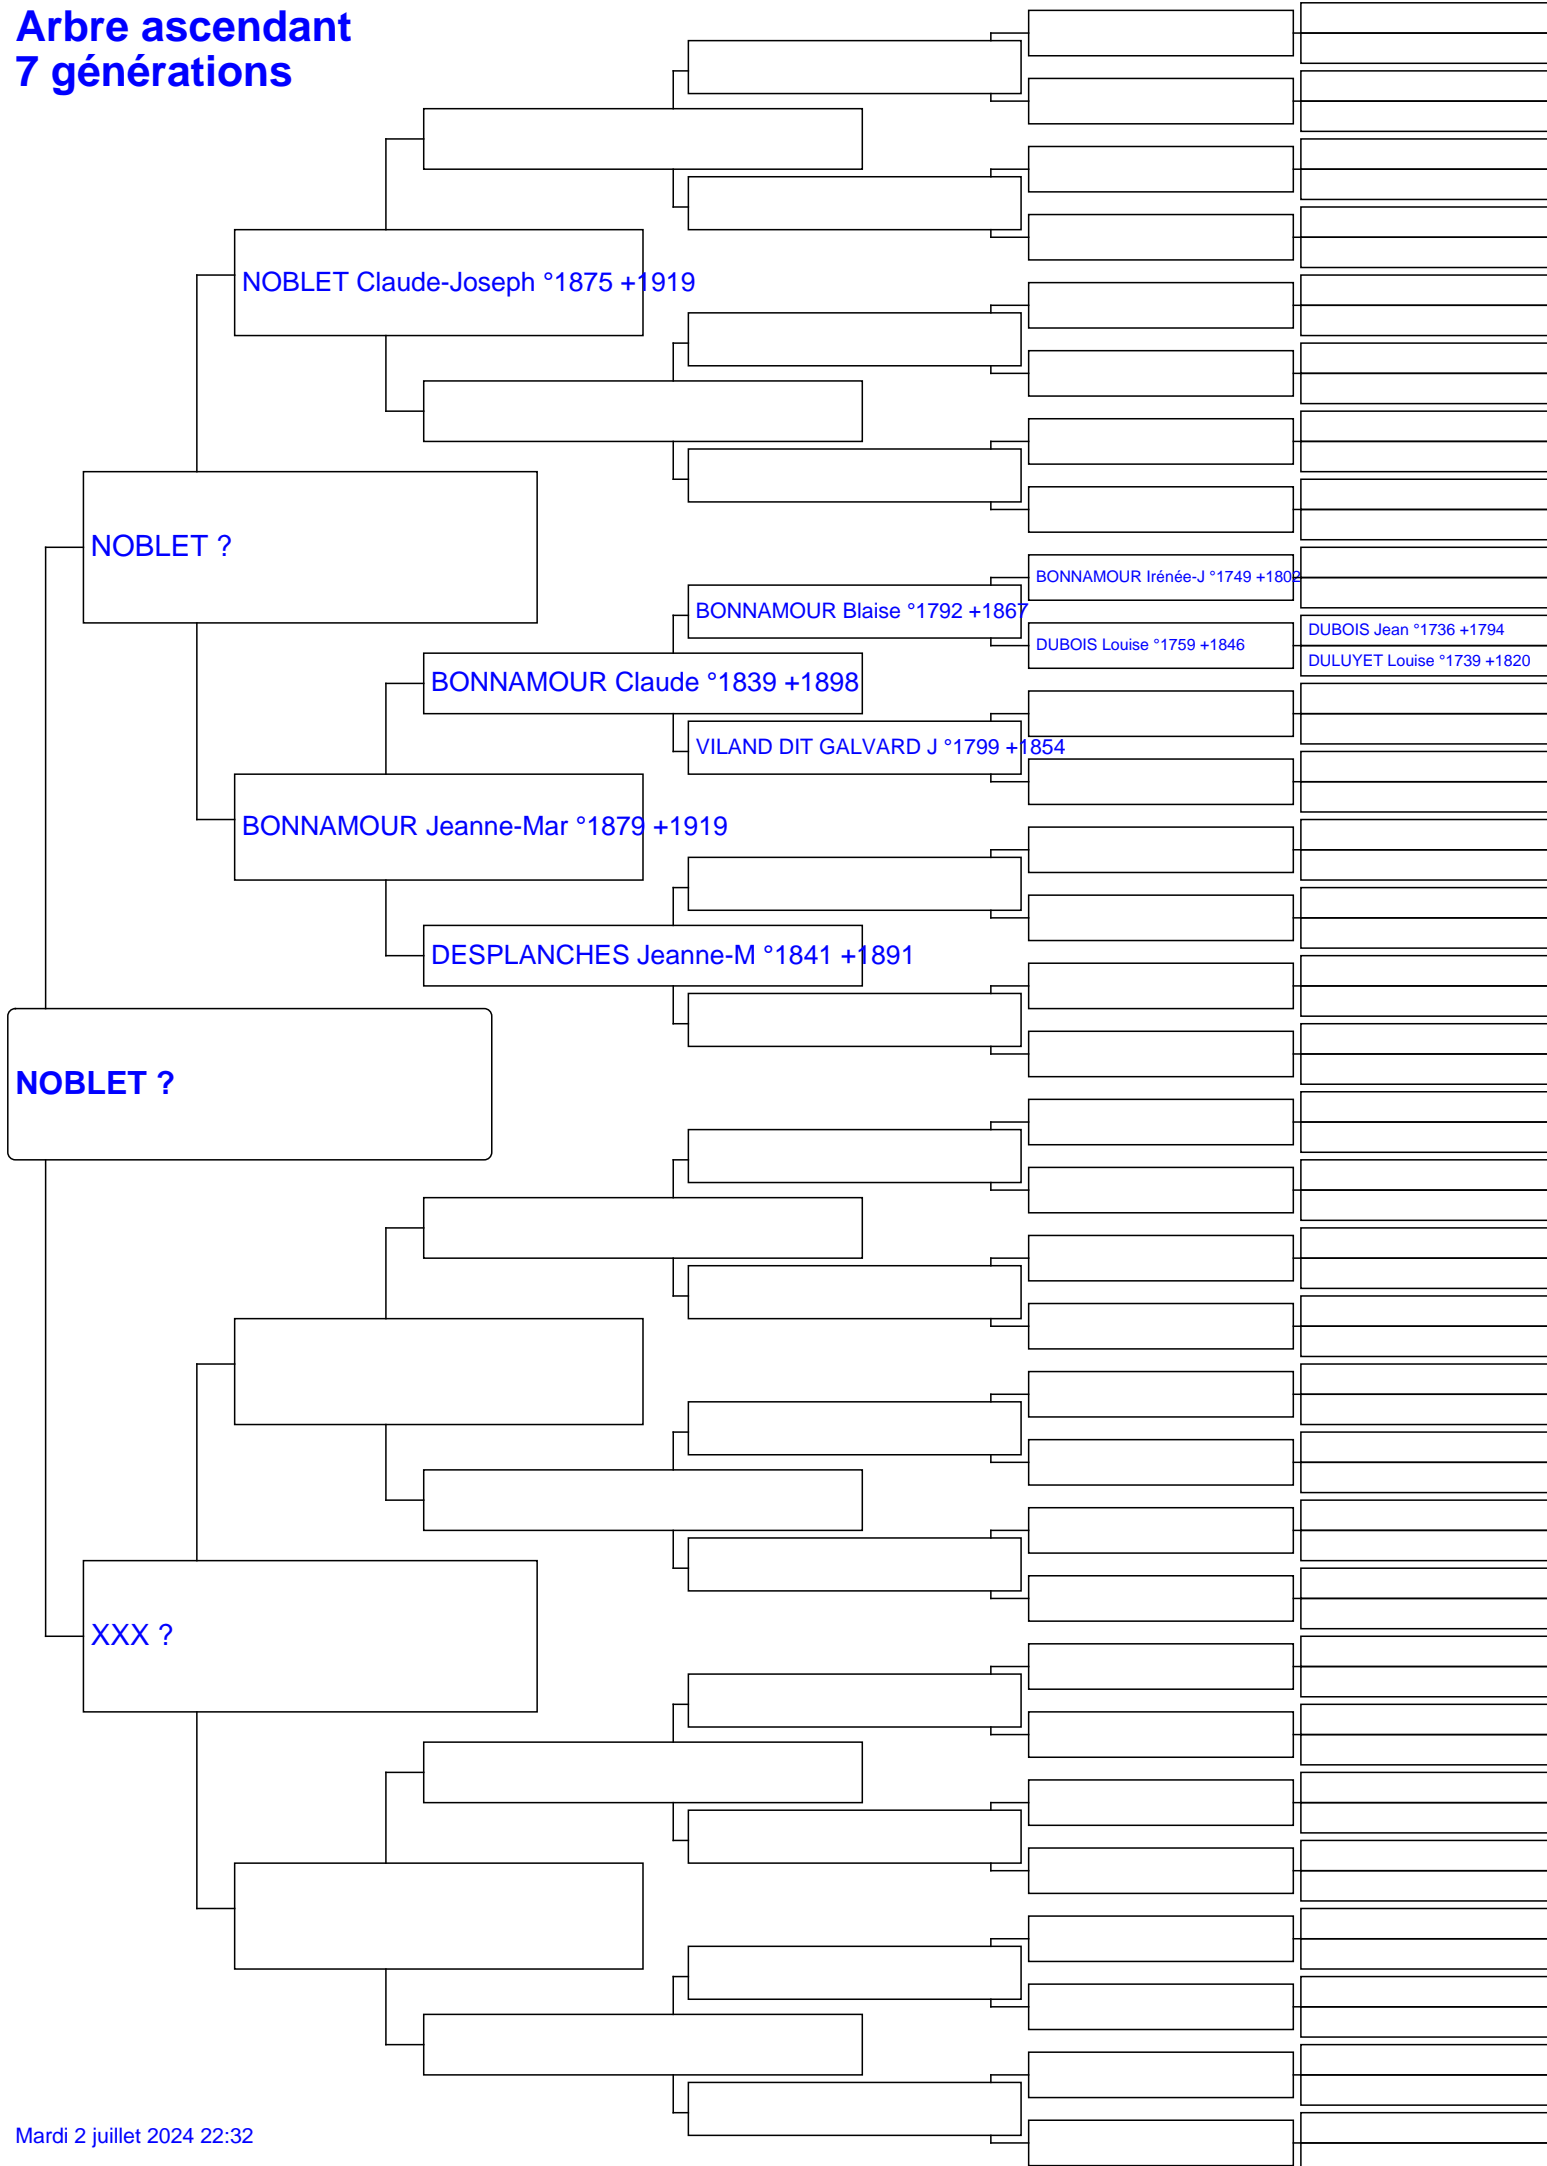 Arbre ascendant
7 générations
NOBLET Claude-Joseph °1875 +1919
NOBLET ?
BONNAMOUR Irénée-J °1749 +1802
BONNAMOUR Blaise °1792 +1867
DUBOIS Jean °1736 +1794
DUBOIS Louise °1759 +1846
DULUYET Louise °1739 +1820
BONNAMOUR Claude °1839 +1898
VILAND DIT GALVARD J °1799 +1854
BONNAMOUR Jeanne-Mar °1879 +1919
DESPLANCHES Jeanne-M °1841 +1891
NOBLET ?
XXX ?
Mardi 2 juillet 2024 22:32